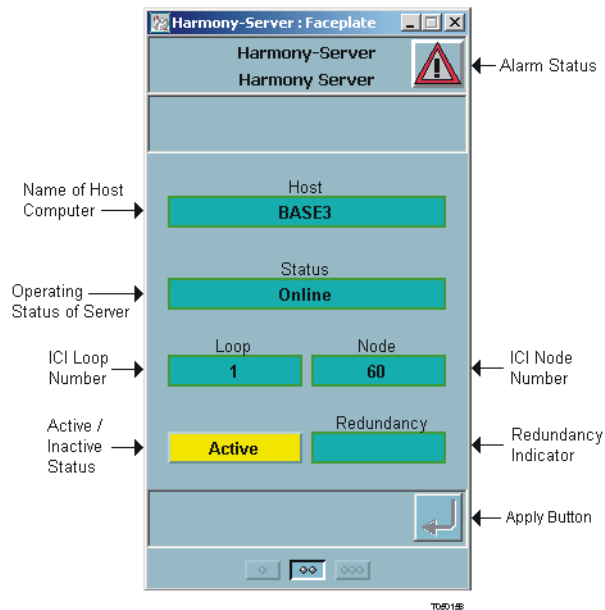 Harmony-Server : Faceplate
Harmony-Server
Harmony Server
Alarm Status
Name of Host
Computer
Host
BASE3
Operating
Status of Server
Status
Online
ICI Loop
Number
Loop
1
Node
60
ICI Node
Number
Active /
Inactive
Status
Active
Redundancy
Redundancy
Indicator
Apply Button
T050158